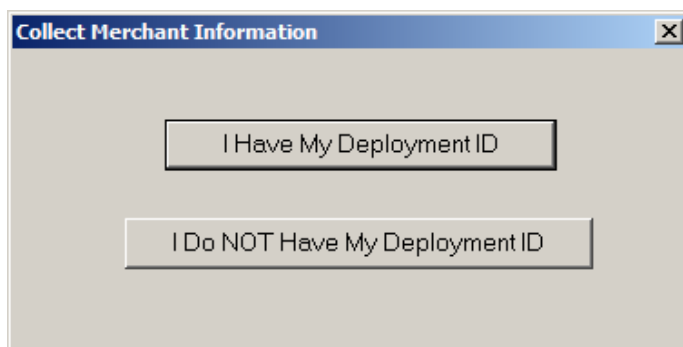 Collect Merchant Information
I Have My Deployment ID
I Do NOT Have My Deployment ID